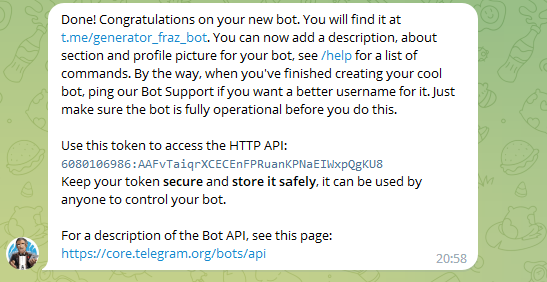 Done! Congratulations on your new bot. You will find it at
t.me/generator_fraz_bot. You can now add a description, about
section and profile picture for your bot, see /help for a list of
commands. By the way, when you've finished creating your cool
bot, ping our Bot Support if you want a better username for it. Just
make sure the bot is fully operational before you do this.
Use this token to access the HTTP API:
6080106986:AAFvTaiqrXCECEnFPRuanKPNaEIWxpQgKU8
Keep your token secure and store it safely, it can be used by
anyone to control your bot.
For a description of the Bot API, see this page:
https://core.telegram.org/bots/api
20:58